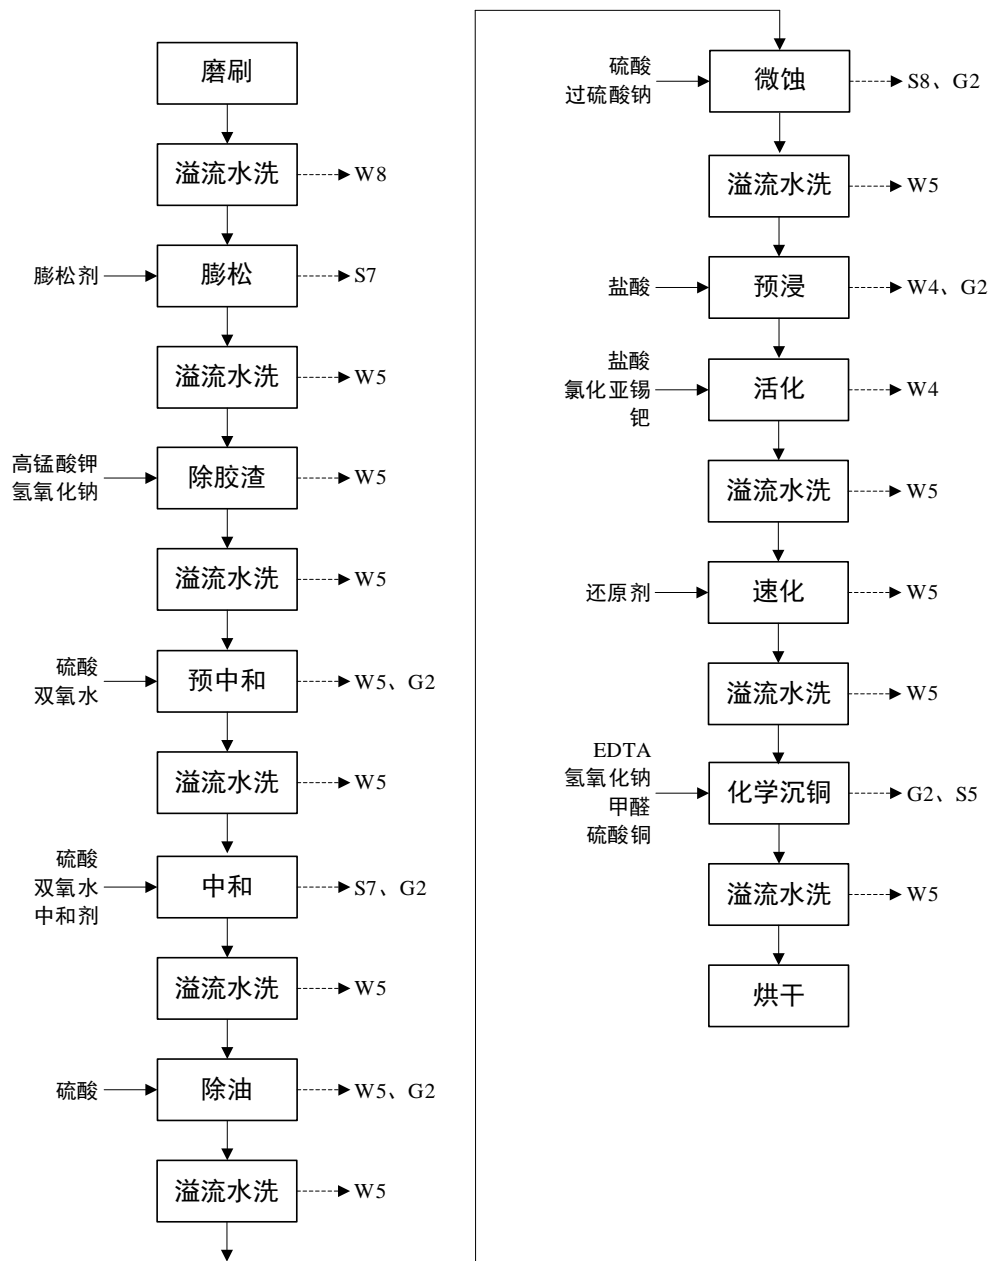 磨刷
溢流水洗
W8
膨松剂
膨松
S7
溢流水洗
W5
高锰酸钾
氢氧化钠
除胶渣
W5
溢流水洗
W5
硫酸
双氧水
预中和
W5、G2
溢流水洗
W5
硫酸
双氧水
中和剂
中和
S7、G2
溢流水洗
W5
硫酸
除油
W5、G2
溢流水洗
W5
硫酸
过硫酸钠
微蚀
S8、G2
溢流水洗
W5
盐酸
预浸
W4、G2
盐酸
氯化亚锡
钯
活化
W4
溢流水洗
W5
还原剂
速化
W5
溢流水洗
W5
EDTA
氢氧化钠
甲醛
硫酸铜
化学沉铜
G2、S5
溢流水洗
W5
烘干